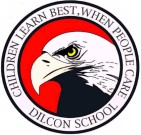 CHILDREN LEARN BEST, WHEN PEOPLE CARE
DILCON SCHOOL